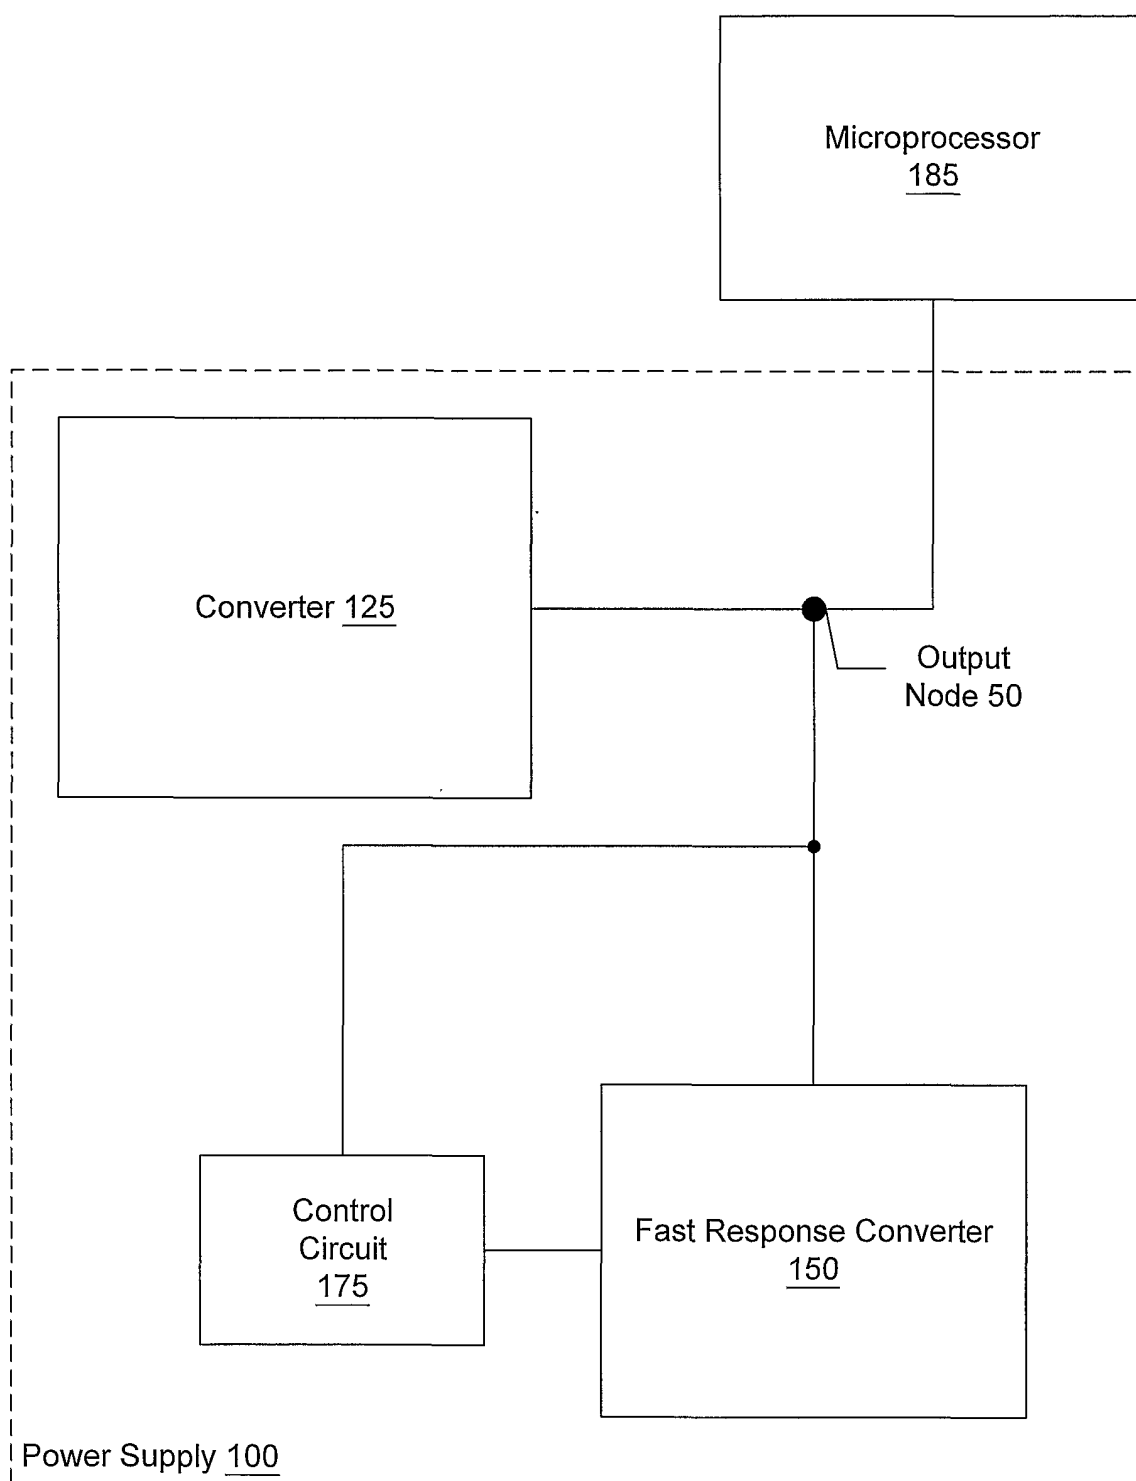 Microprocessor
185
Converter 125
Output
Node 50
Control
Circuit
175
Fast Response Converter
150
Power Supply 100